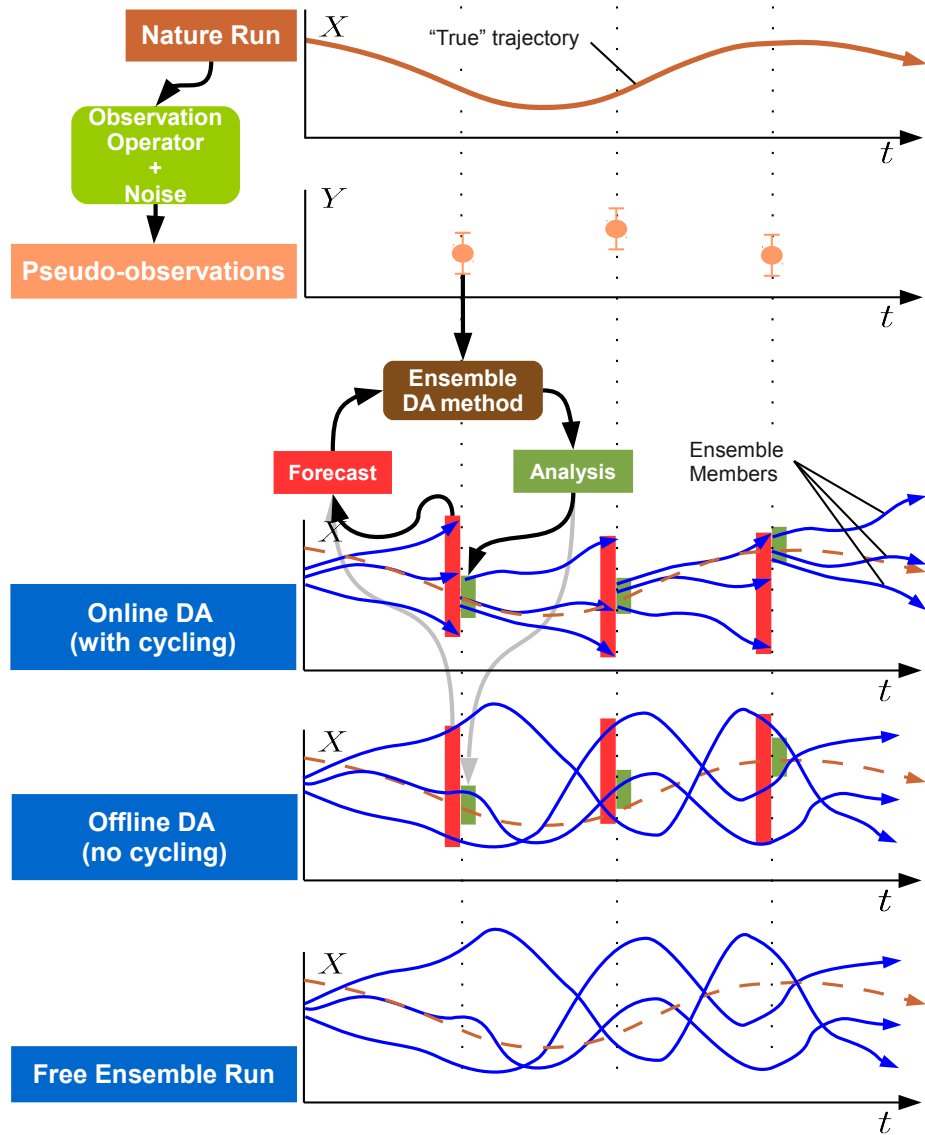 Nature Run
X
“True” trajectory
t
Observation
Operator
+
Noise
Y
Pseudo-observations
t
Ensemble
DA method
Forecast
Analysis
Ensemble
Members
X
Online DA
(with cycling)
t
X
Offline DA
(no cycling)
t
X
Free Ensemble Run
t